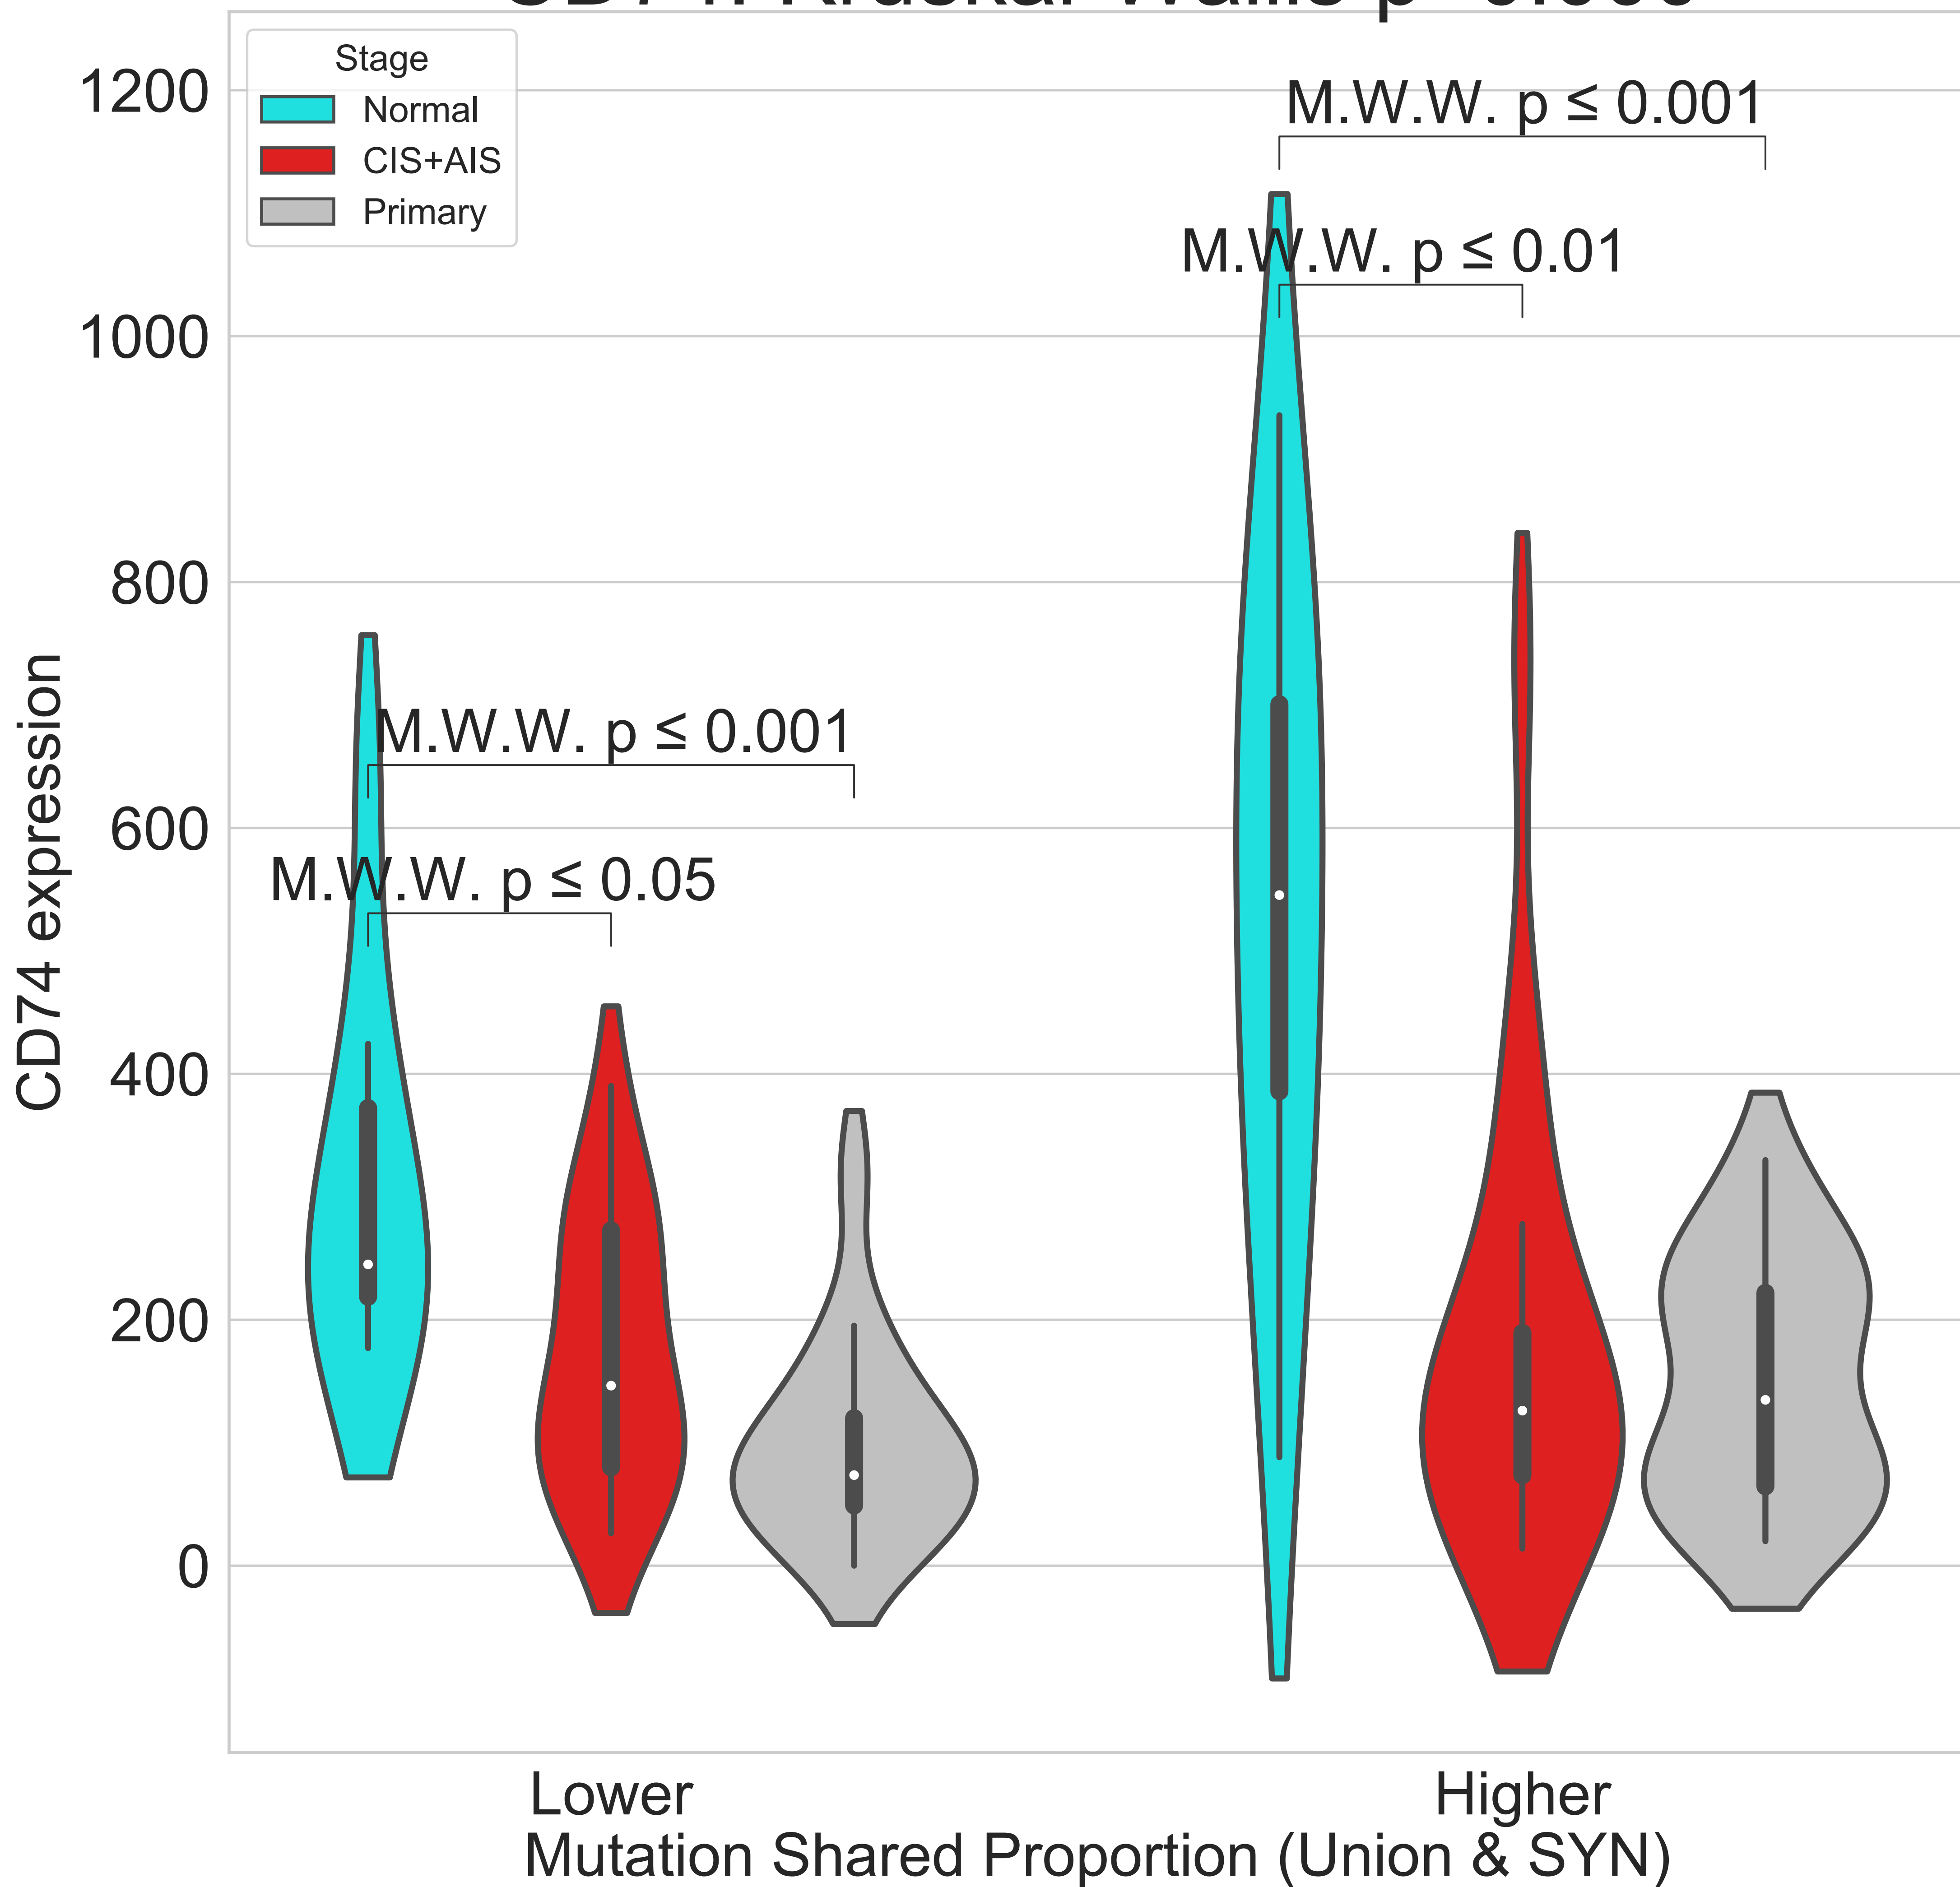 Stage
Normal
CIS+AIS
Primary
1200
1000
800
600
400
200
0
CD74 expression
M.W.W. p ≤ 0.001
M.W.W. p ≤ 0.01
M.W.W. p ≤ 0.001
M.W.W. p ≤ 0.05
Lower
Higher
Mutation Shared Proportion (Union & SYN)